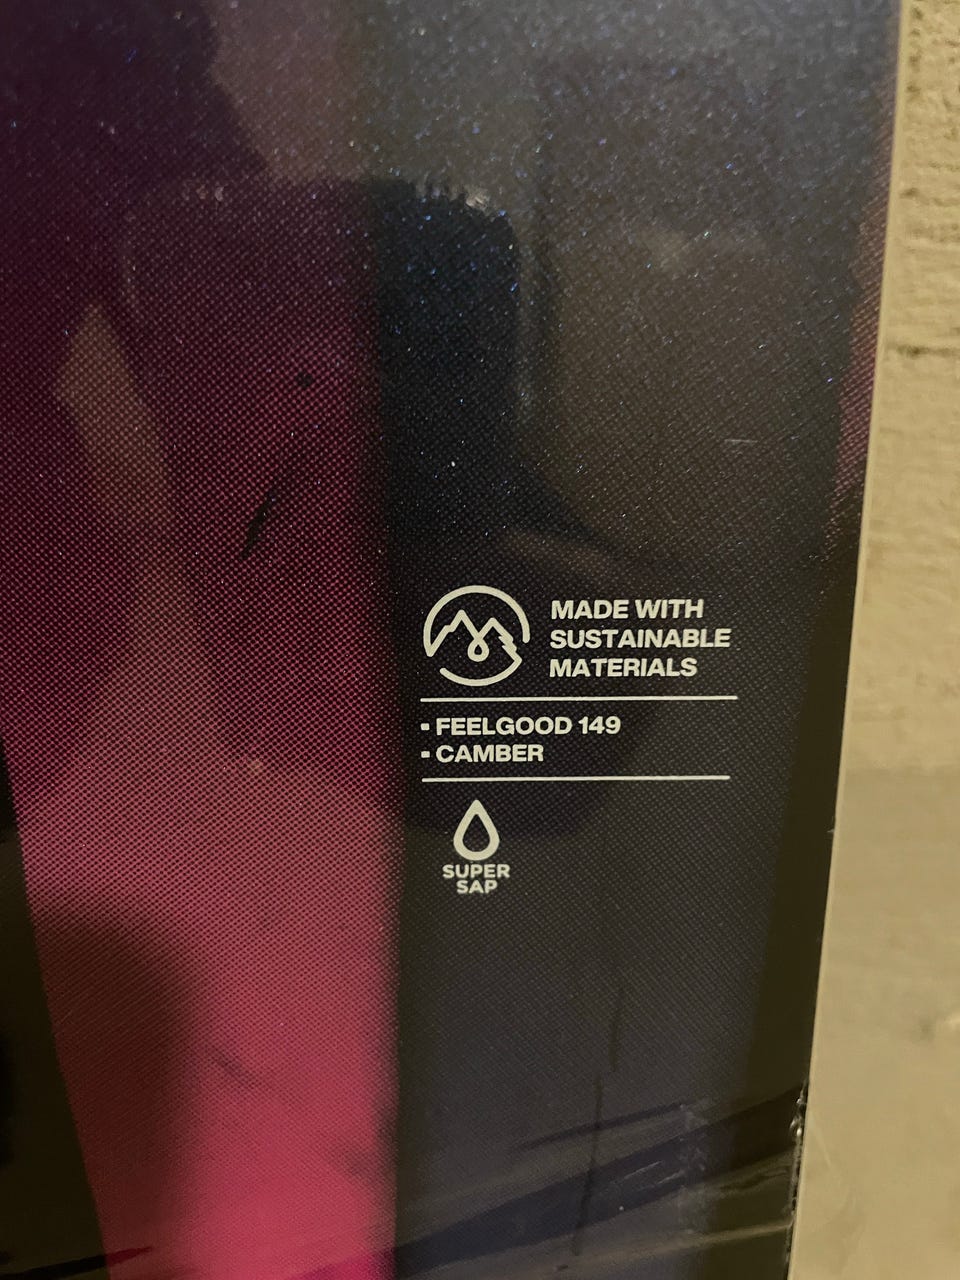 MADE WITH
SUSTAINABLE
MATERIALS
- FEELGOOD 149
- CAMBER
SUPER
SAP